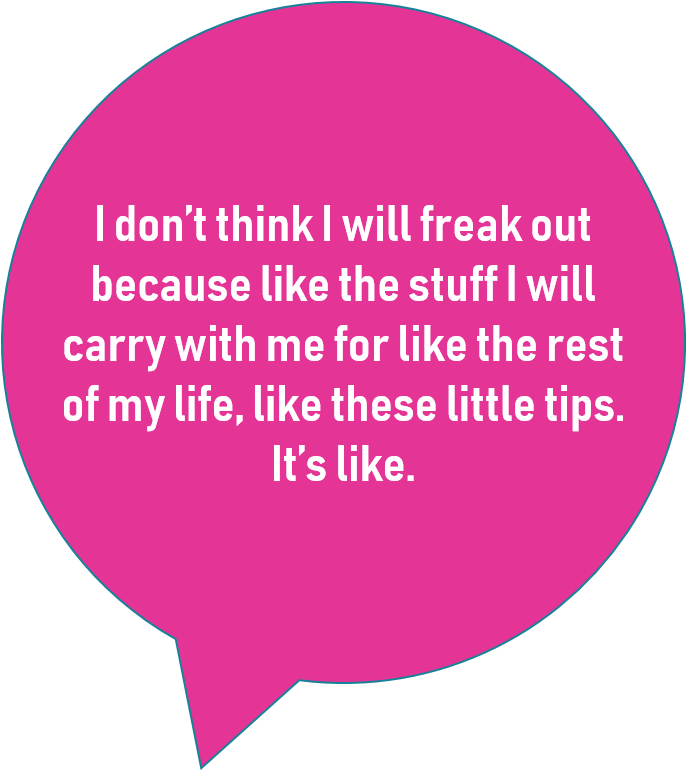 I don’t think I will freak out
because like the stuff I will
carry with me for like the rest
of my life, like these little tips.
It’s like.